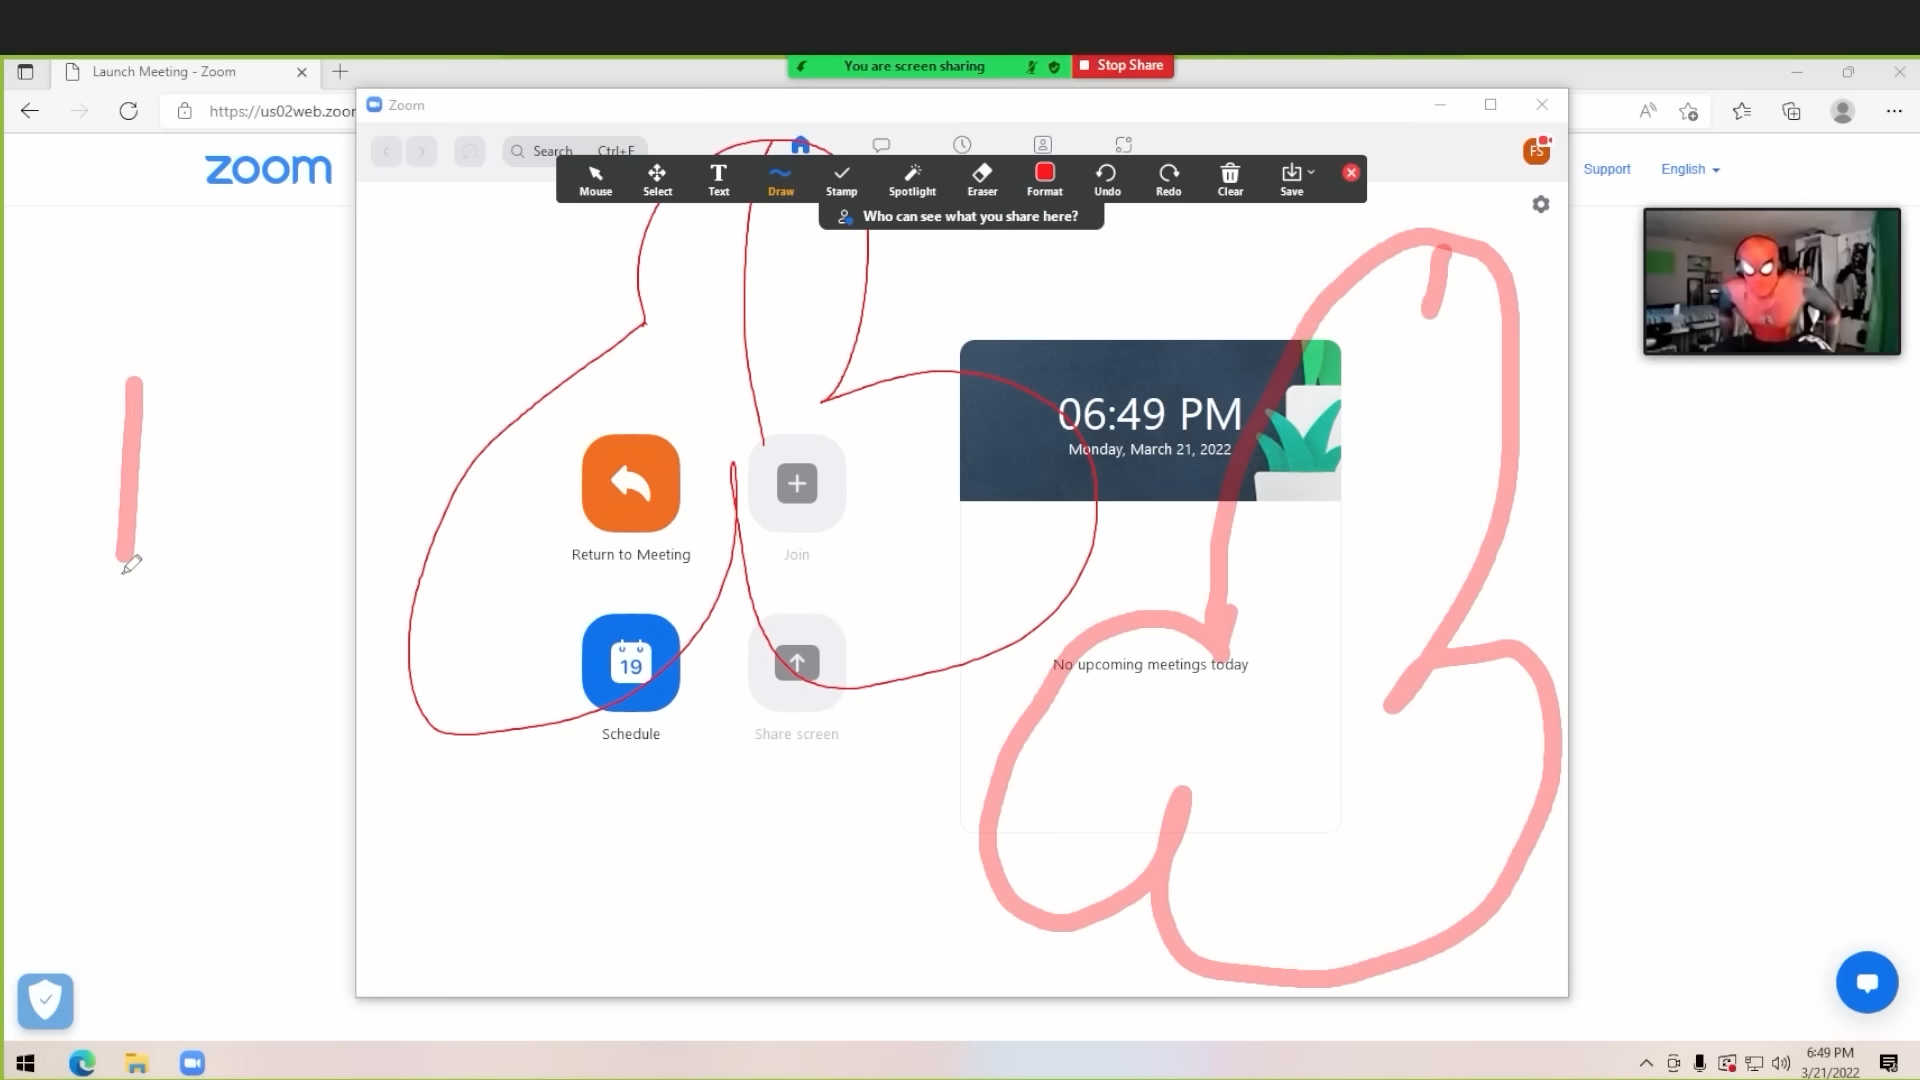 Launch Meeting - Zoom
You are screen sharing
Stop Share
https://us02web.zoor
Zoom
Search Ctrl+F
FS
zoom
Support
English
Mouse
Select
Text
Draw
Stamp
Spotlight
Eraser
Format
Undo
Redo
Clear
Save
Who can see what you share here?
06:49 PM
Monday, March 21, 2022
Return to Meeting
Join
No upcoming meetings today
19
Schedule
Share screen
6:49 PM
3/21/2022